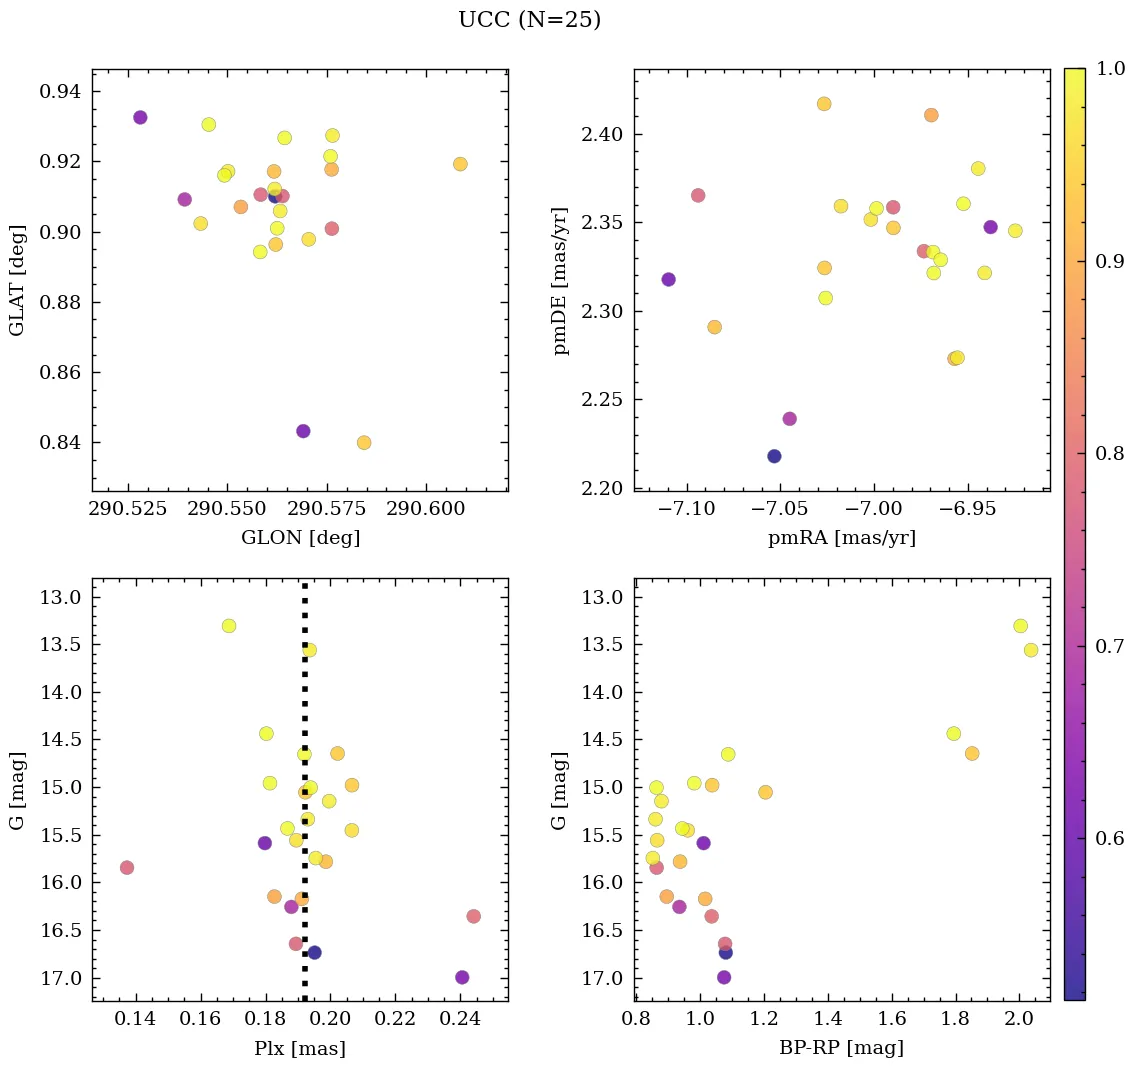 UCC (N=25)
0.94
0.92
0.90
0.88
0.86
0.84
GLAT [deg]
290.525 290.550 290.575 290.600
GLON [deg]
2.40
2.35
2.30
2.25
2.20
pmDE [mas/yr]
−7.10 −7.05 −7.00 −6.95
pmRA [mas/yr]
1.0
0.9
0.8
0.7
0.6
13.0
13.5
14.0
14.5
15.0
15.5
16.0
16.5
17.0
G [mag]
0.14 0.16 0.18 0.20 0.22 0.24
Plx [mas]
13.0
13.5
14.0
14.5
15.0
15.5
16.0
16.5
17.0
G [mag]
0.8 1.0 1.2 1.4 1.6 1.8 2.0
BP-RP [mag]